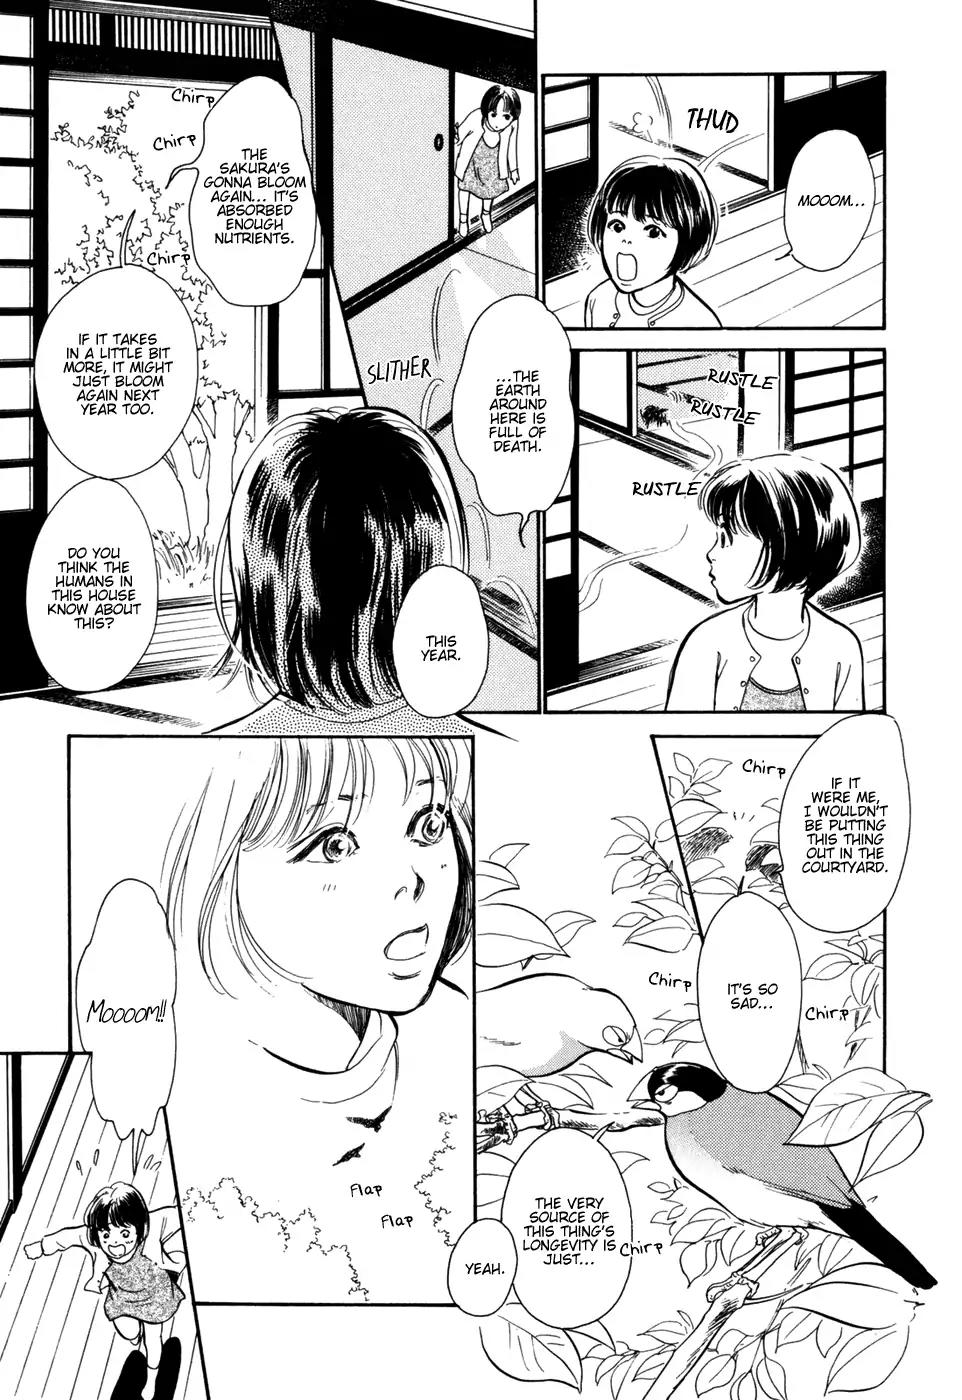 MOOOM...
THUD
RUSTLE
RUSTLE
RUSTLE
...THE
EARTH
AROUND
HERE IS
FULL OF
DEATH.
SLITHER
Chirp
Chirp
THE
SAKURA'S
GONNA BLOOM
AGAIN... IT'S
ABSORBED
ENOUGH
NUTRIENTS.
Chirp
IF IT TAKES
IN A LITTLE BIT
MORE, IT MIGHT
JUST BLOOM
AGAIN NEXT
YEAR TOO.
THIS
YEAR.
DO YOU
THINK THE
HUMANS IN
THIS HOUSE
KNOW ABOUT
THIS?
IF IT
WERE ME,
I WOULDN'T
BE PUTTING
THIS THING
OUT IN THE
COURTYARD.
Chirp
IT'S SO
SAD...
Chirp
Chirp
THE VERY
SOURCE OF
THIS THING'S
LONGEVITY IS
JUST...
Chirp
YEAH.
Flap
Flap
MOOOOM!!